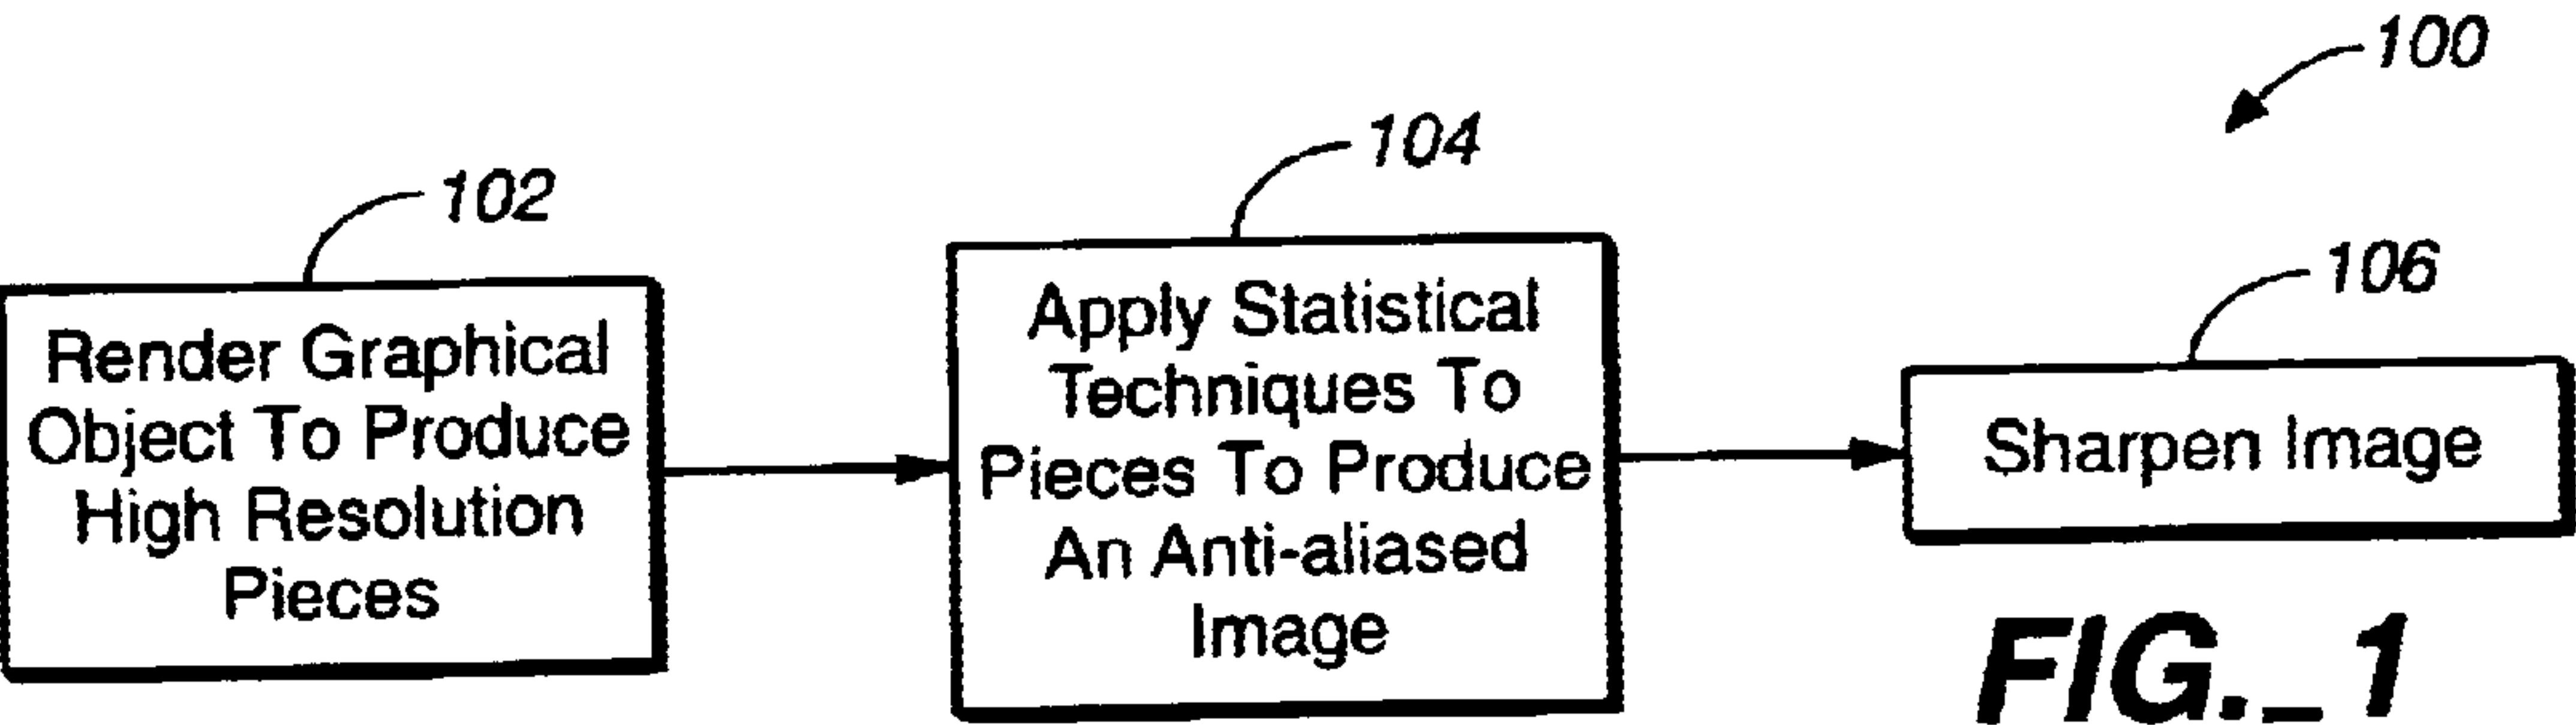 100
102
Render Graphical
Object To Produce
High Resolution
Pieces
104
Apply Statistical
Techniques To
Pieces To Produce
An Anti-aliased
Image
106
Sharpen Image
FIG._1